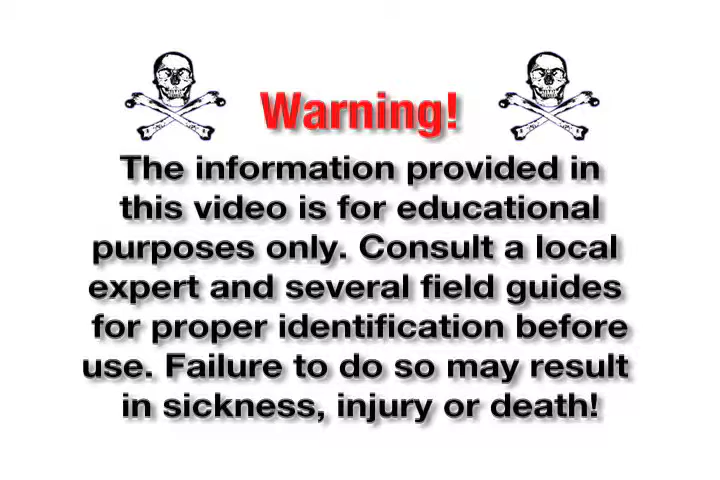 Warning!
The information provided in
this video is for educational
purposes only. Consult a local
expert and several field guides
for proper identification before
use. Failure to do so may result
in sickness, injury or death!